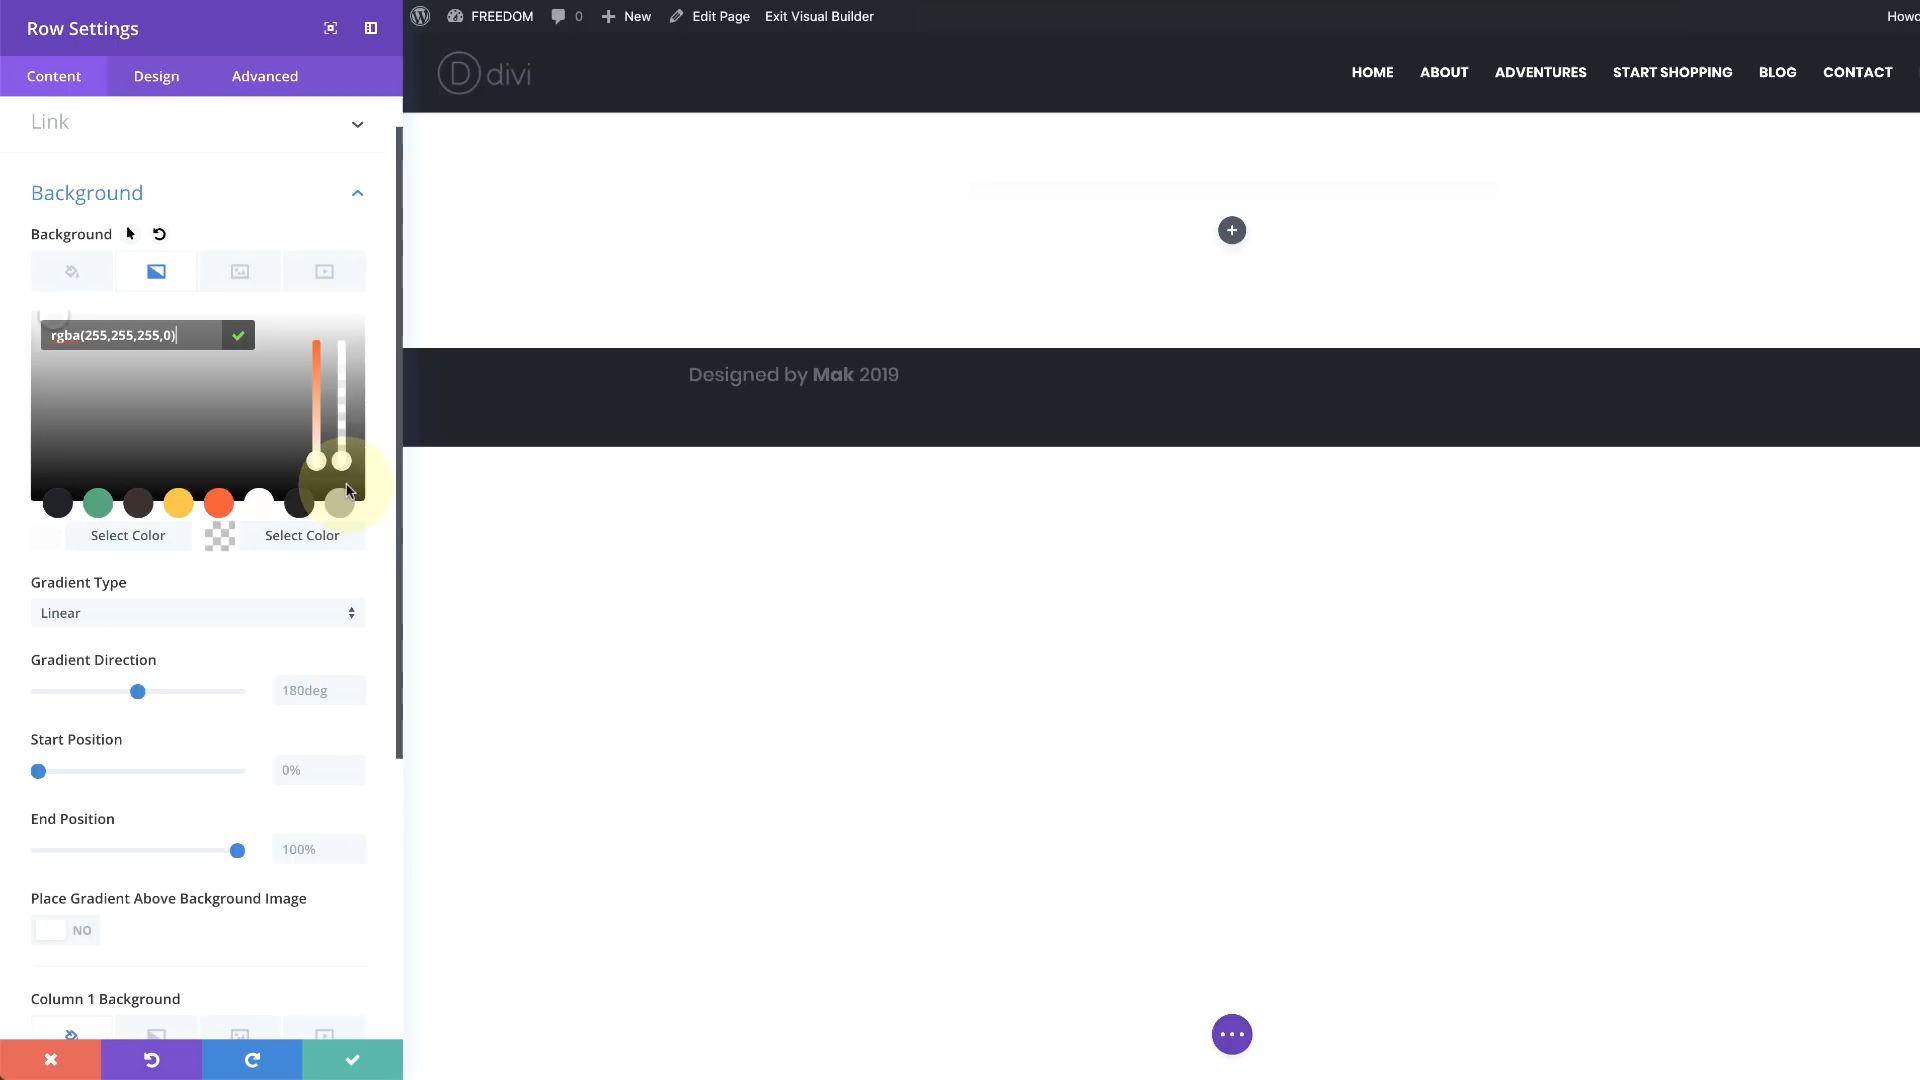 Row Settings
Content
Design
Advanced
FREEDOM
0
New
Edit Page
Exit Visual Builder
Howd
D divi
HOME
ABOUT
ADVENTURES
START SHOPPING
BLOG
CONTACT
Link
Background
Background
rgba(255,255,255,0)
Select Color
Select Color
Gradient Type
Linear
Gradient Direction
180deg
Start Position
0%
End Position
100%
Place Gradient Above Background Image
NO
Column 1 Background
Designed by Mak 2019